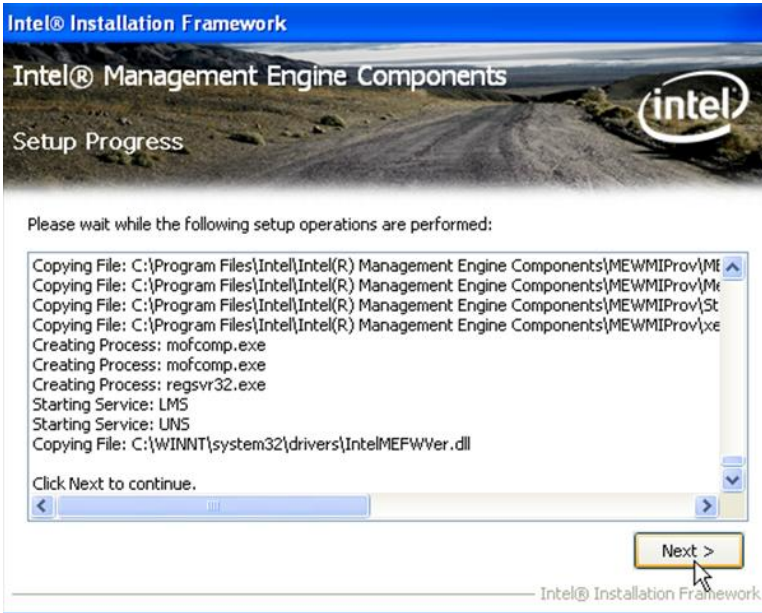 Intel® Installation Framework
Intel® Management Engine Components
intel
Setup Progress
Please wait while the following setup operations are performed:
Copying File: C:\Program Files\Intel\Intel(R) Management Engine Components\MEWMIProv\ME
Copying File: C:\Program Files\Intel\Intel(R) Management Engine Components\MEWMIProv\Me
Copying File: C:\Program Files\Intel\Intel(R) Management Engine Components\MEWMIProv\St
Copying File: C:\Program Files\Intel\Intel(R) Management Engine Components\MEWMIProv\xe
Creating Process: mofcomp.exe
Creating Process: mofcomp.exe
Creating Process: regsvr32.exe
Starting Service: LMS
Starting Service: UNS
Copying File: C:\WINNT\system32\drivers\IntelMEFWVer.dll
Click Next to continue.
Next >
Intel® Installation Framework